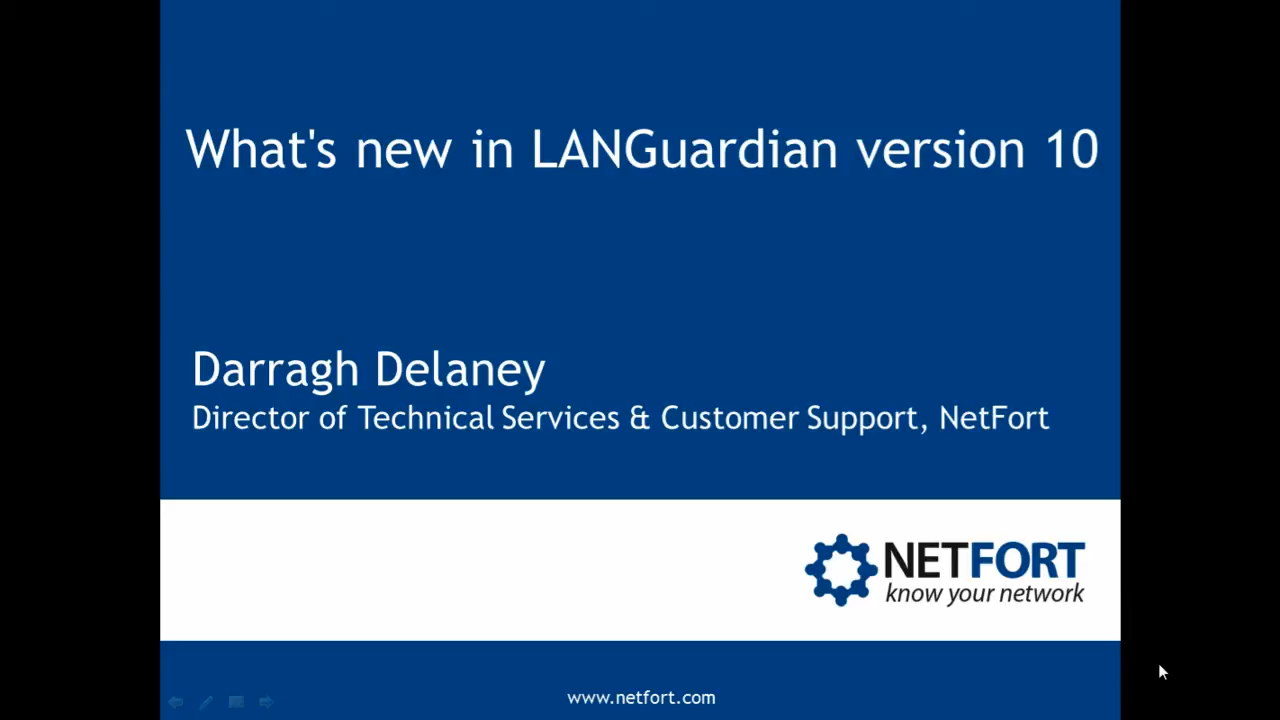 What's new in LANGuardian version 10
Darragh Delaney
Director of Technical Services & Customer Support, NetFort
NETFORT
know your network
www.netfort.com